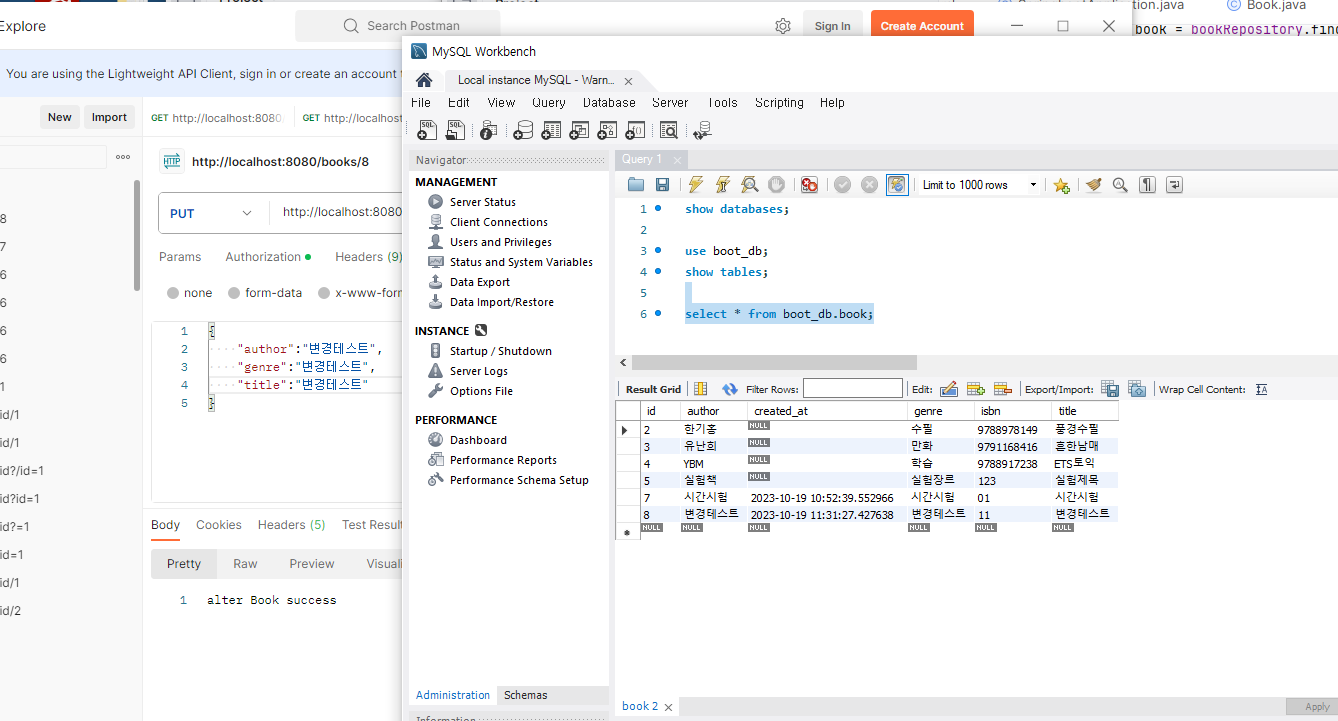 Explore
Search Postman
Sign In
Create Account
tion.java
Book.java
book = bookRepository.find
You are using the Lightweight API Client, sign in or create an account
New
Import
GET http://localhost:8080
GET http://localhost
http://localhost:8080/books/8
PUT
http://localhost:8080
Params
Authorization
Headers (9)
none
form-data
x-www-for
1 {
2 "author":"변경테스트",
3 "genre":"변경테스트",
4 "title":"변경테스트"
5 }
8
7
6
6
6
6
1
id/1
id/1
id?/id=1
id?id=1
id?=1
id=1
id/1
id/2
Body
Cookies
Headers (5)
Test Result
Pretty
Raw
Preview
Visuali
1 alter Book success
MySQL Workbench
Local instance MySQL - Warn...
File
Edit
View
Query
Database
Server
Tools
Scripting
Help
Navigator
MANAGEMENT
Server Status
Client Connections
Users and Privileges
Status and System Variables
Data Export
Data Import/Restore
INSTANCE
Startup / Shutdown
Server Logs
Options File
PERFORMANCE
Dashboard
Performance Reports
Performance Schema Setup
Administration
Schemas
Information
Query 1
Limit to 1000 rows
1 show databases;
2
3 use boot_db;
4 show tables;
5
6 select * from boot_db.book;
Result Grid
Filter Rows:
Edit:
Export/Import:
Wrap Cell Content:
id author created_at genre isbn title
2 한기홍 NULL 수필 9788978149 풍경수필
3 유난희 NULL 만화 9791168416 흔한남매
4 YBM NULL 학습 9788917238 ETS토익
5 실험책 NULL 실험장르 123 실험제목
7 시간시험 2023-10-19 10:52:39.552966 시간시험 01 시간시험
8 변경테스트 2023-10-19 11:31:27.427638 변경테스트 11 변경테스트
NULL NULL NULL NULL NULL NULL
book 2
Apply